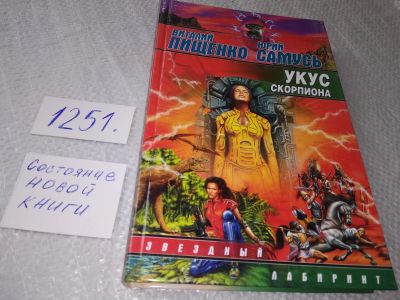 ВИТАЛИЙ ЮРИЙ
ПИЩЕНКО САМУСЬ
УКУС
СКОРПИОНА
ЗВЕЗДНЫЙ
ЛАБИРИНТ
1251.
Состояние
новой
книги